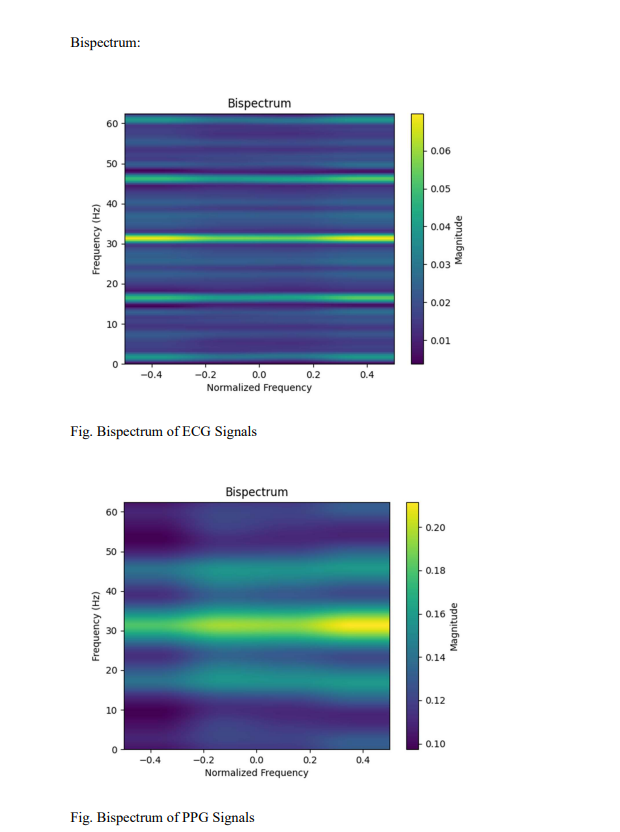 Bispectrum:
Bispectrum
60
50
40
30
20
10
0
Frequency (Hz)
−0.4 −0.2 0.0 0.2 0.4
Normalized Frequency
0.06
0.05
0.04
0.03
0.02
0.01
Magnitude
Fig. Bispectrum of ECG Signals
Bispectrum
60
50
40
30
20
10
0
Frequency (Hz)
−0.4 −0.2 0.0 0.2 0.4
Normalized Frequency
0.20
0.18
0.16
0.14
0.12
0.10
Magnitude
Fig. Bispectrum of PPG Signals